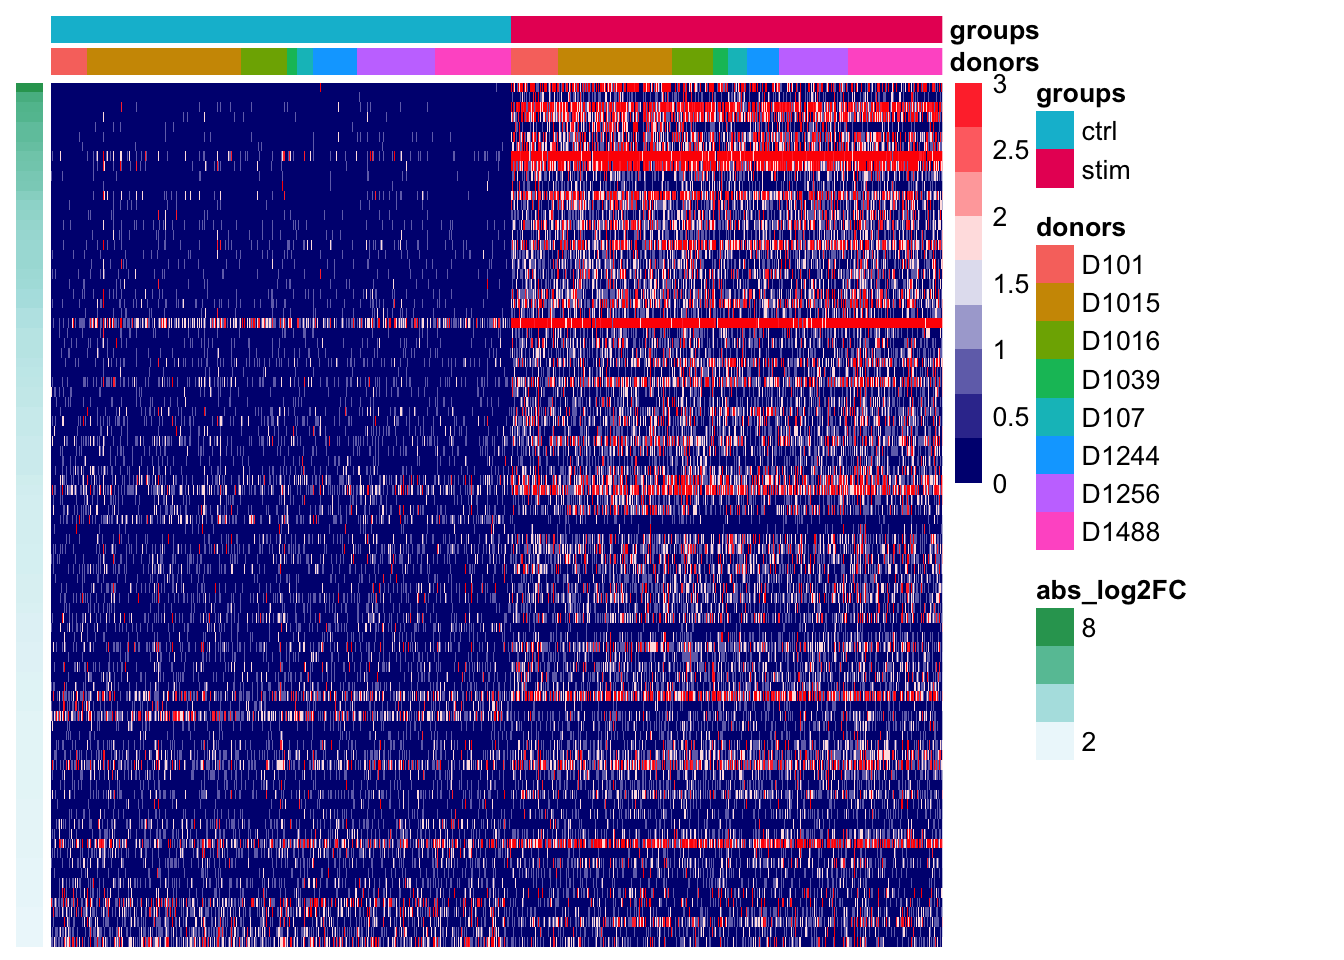 groups
donors
3
2.5
2
1.5
1
0.5
0
groups
ctrl
stim
donors
D101
D1015
D1016
D1039
D107
D1244
D1256
D1488
abs_log2FC
8
2